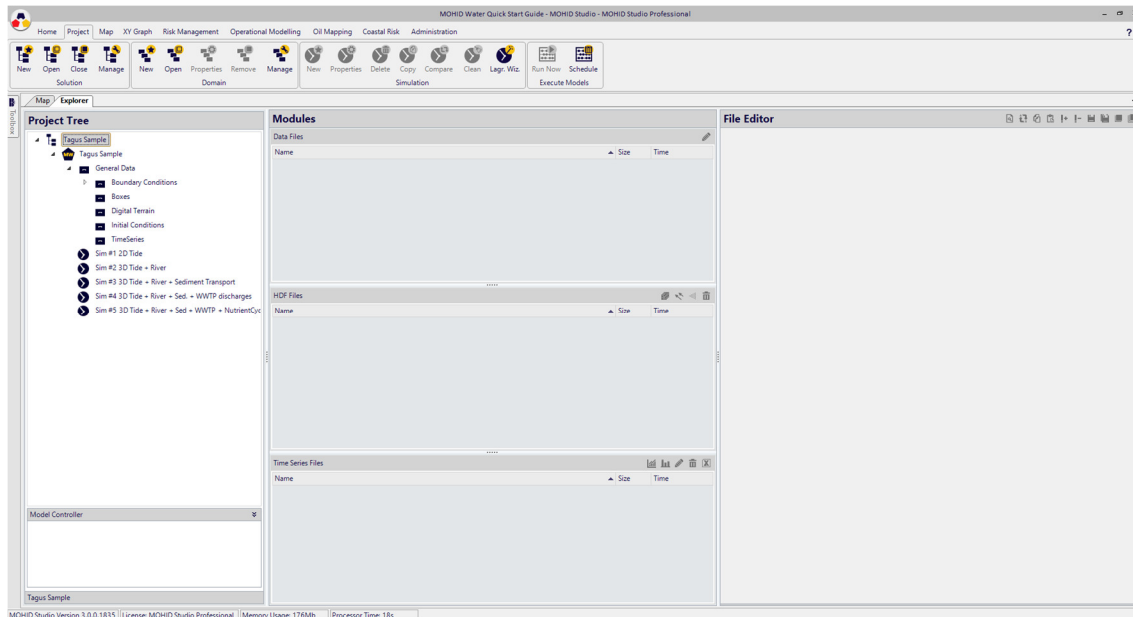 MOHID Water Quick Start Guide - MOHID Studio - MOHID Studio Professional
Home Project Map XY Graph Risk Management Operational Modelling Oil Mapping Coastal Risk Administration ?
New Open Close Manage New Open Properties Remove Manage New Properties Delete Copy Compare Clean Lagr. Wiz. Run Now Schedule
Solution Domain Simulation Execute Models
Map Explorer
Toolbox
Project Tree Modules File Editor
Tagus Sample
Tagus Sample
General Data
Boundary Conditions
Boxes
Digital Terrain
Initial Conditions
TimeSeries
Sim #1 2D Tide
Sim #2 3D Tide + River
Sim #3 3D Tide + River + Sediment Transport
Sim #4 3D Tide + River + Sed. + WWTP discharges
Sim #5 3D Tide + River + Sed + WWTP + NutrientCyc
Data Files
Name Size Time
HDF Files
Name Size Time
Time Series Files
Name Size Time
Model Controller
Tagus Sample
MOHID Studio Version 3.0.0.1835 License: MOHID Studio Professional Memory Usage: 176Mb Processor Time: 18s